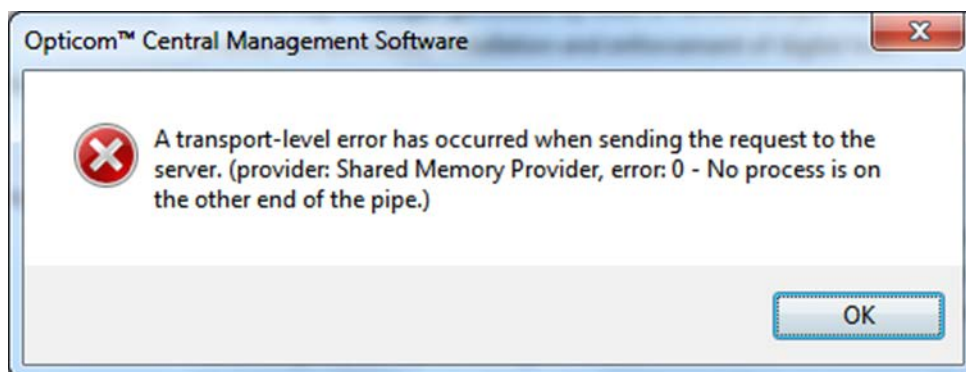 Opticom™ Central Management Software
A transport-level error has occurred when sending the request to the
server. (provider: Shared Memory Provider, error: 0 - No process is on
the other end of the pipe.)
OK